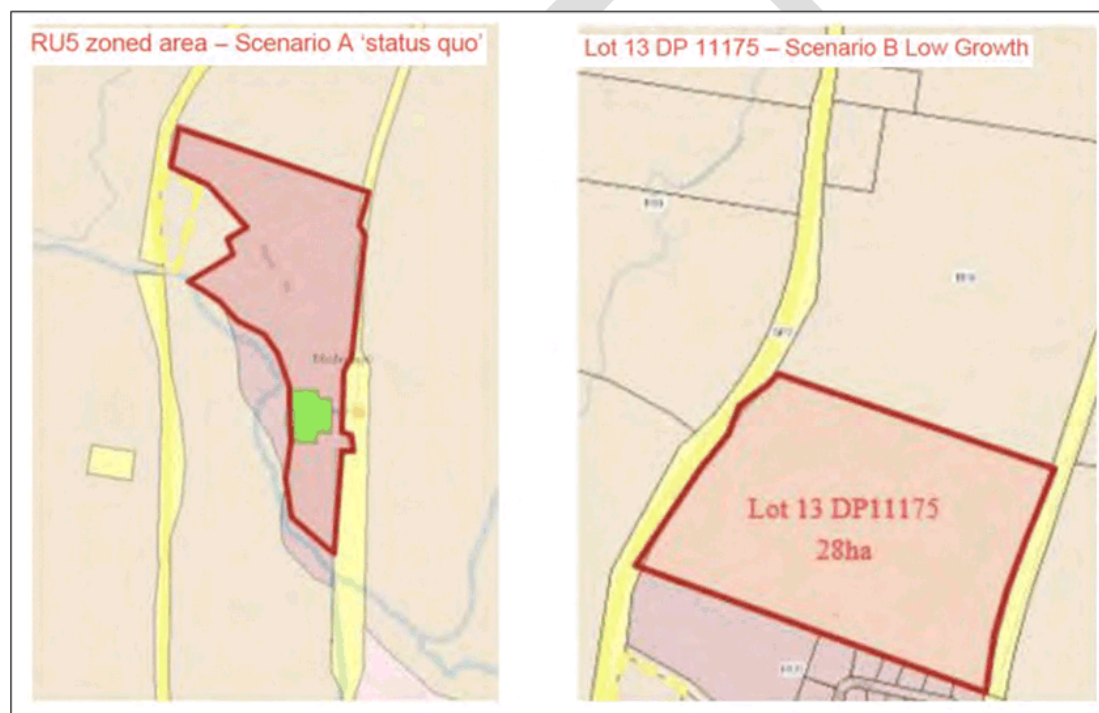 RU5 zoned area – Scenario A 'status quo'
Lot 13 DP 11175 – Scenario B Low Growth
Lot 13 DP11175
28ha